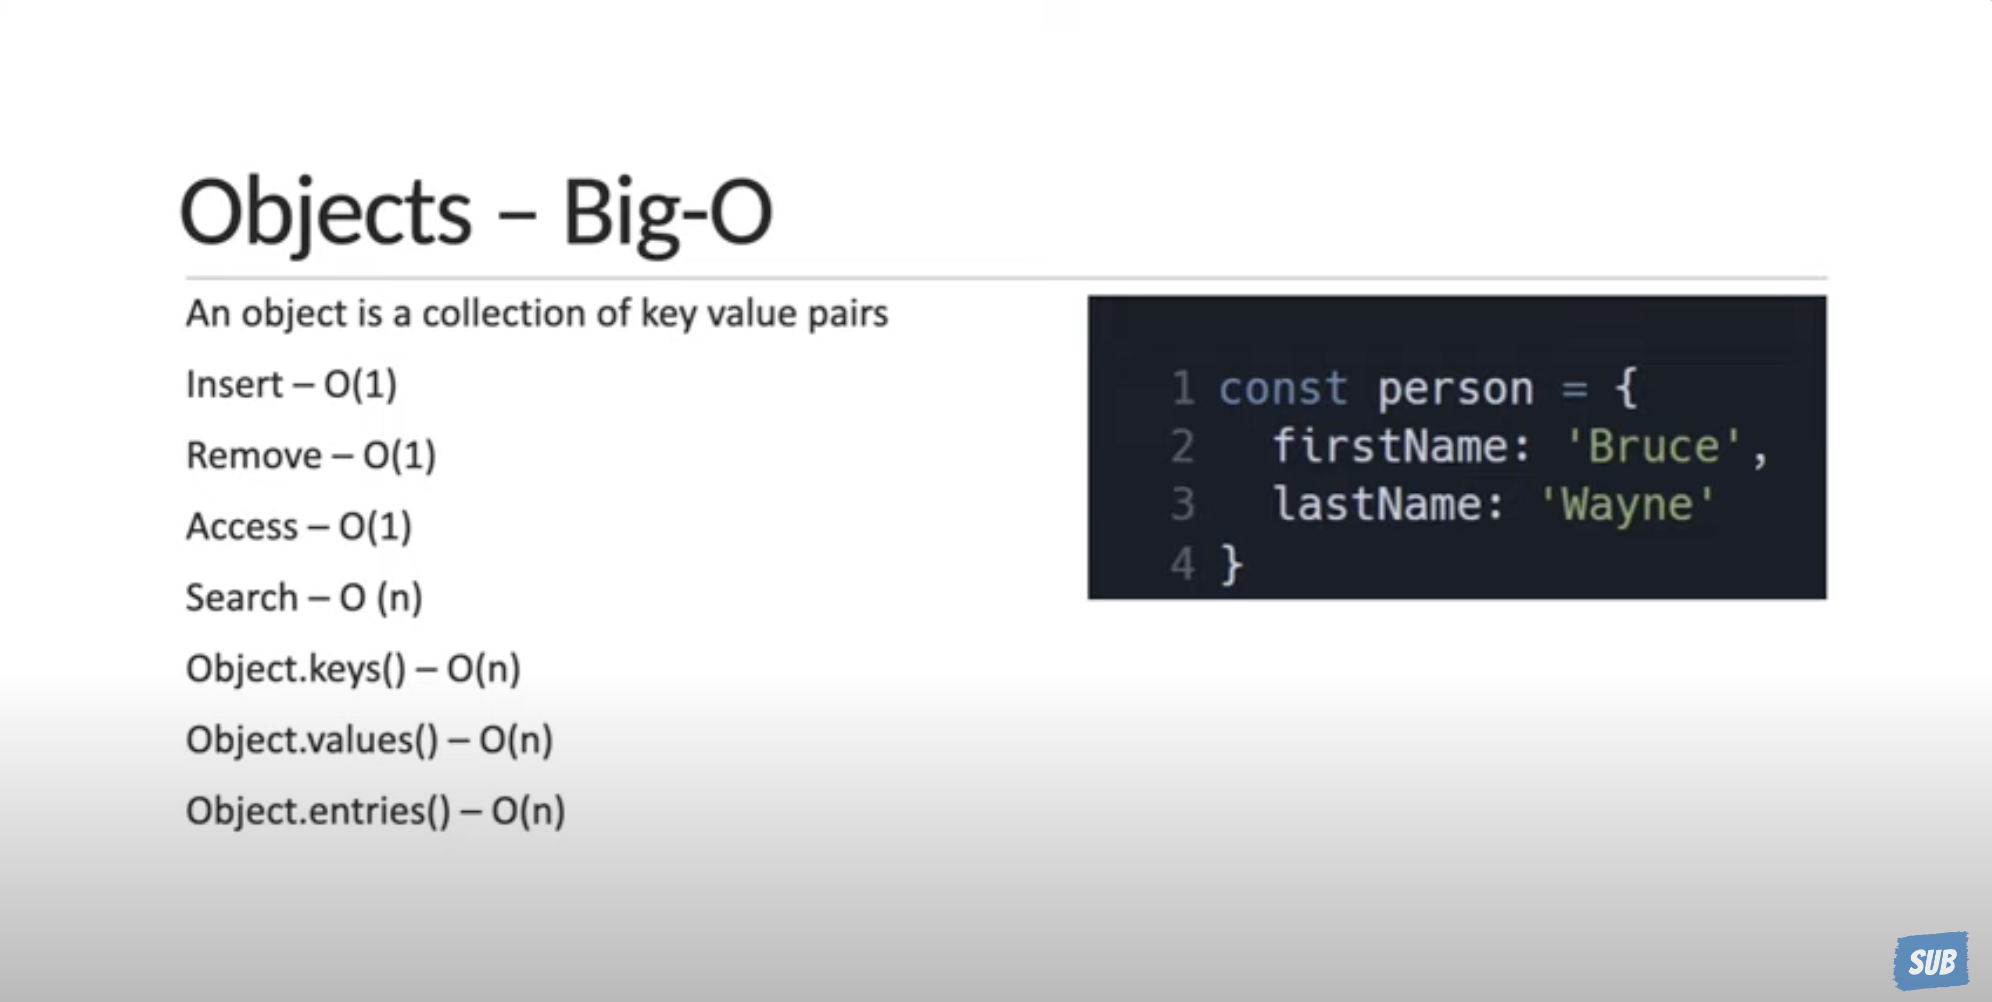 Objects – Big-O
An object is a collection of key value pairs
Insert – O(1)
Remove – O(1)
Access – O(1)
Search – O (n)
Object.keys() – O(n)
Object.values() – O(n)
Object.entries() – O(n)
1 const person = {
2   firstName: 'Bruce',
3   lastName: 'Wayne'
4 }
SUB